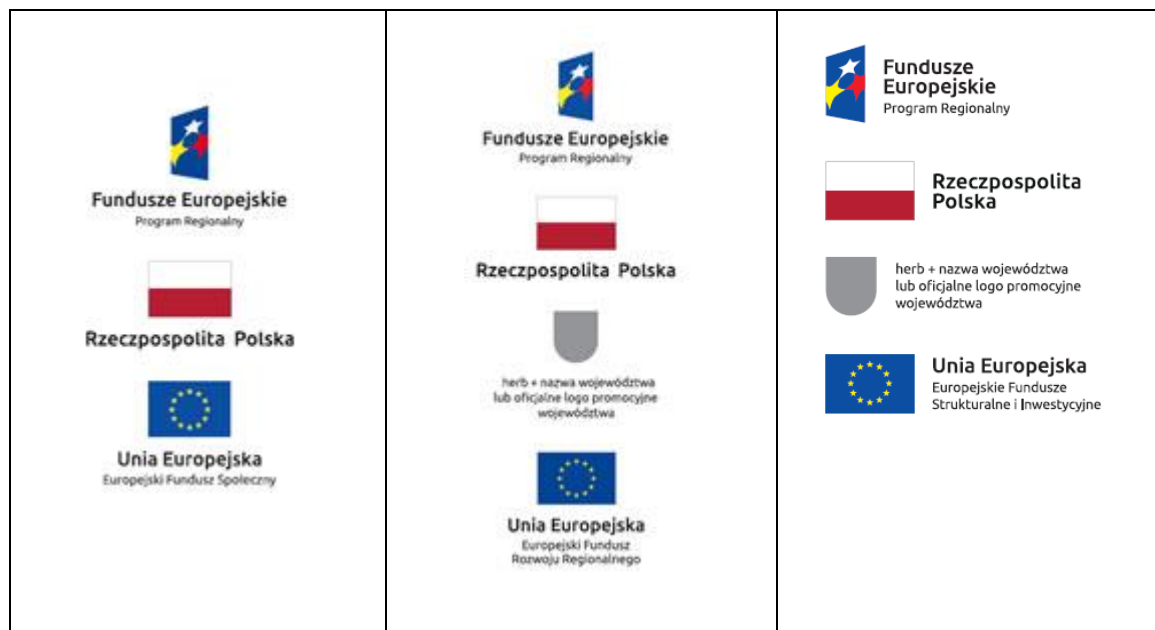 Fundusze Europejskie
Program Regionalny
Rzeczpospolita Polska
Unia Europejska
Europejski Fundusz Społeczny
Fundusze Europejskie
Program Regionalny
Rzeczpospolita Polska
herb + nazwa województwa
lub oficjalne logo promocyjne
województwa
Unia Europejska
Europejski Fundusz
Rozwoju Regionalnego
Fundusze
Europejskie
Program Regionalny
Rzeczpospolita
Polska
herb + nazwa województwa
lub oficjalne logo promocyjne
województwa
Unia Europejska
Europejskie Fundusze
Strukturalne i Inwestycyjne